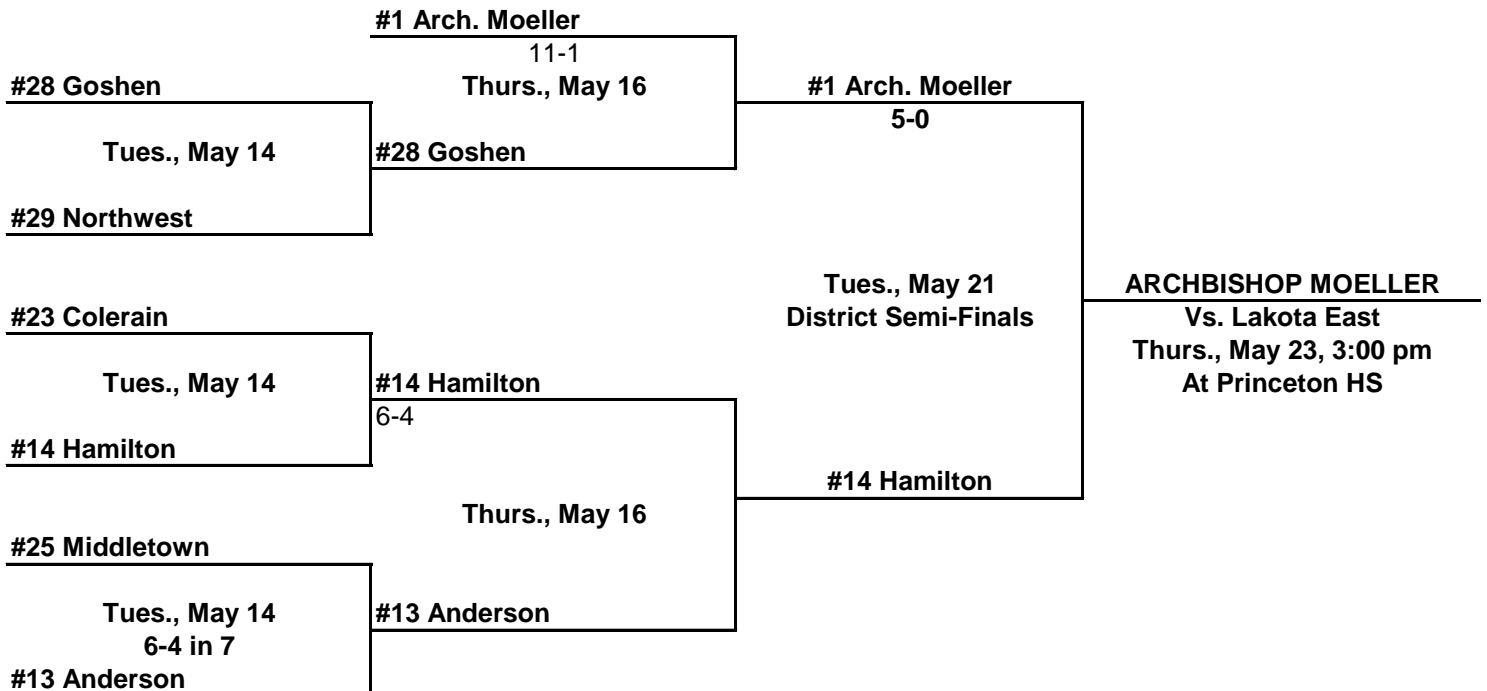 #1 Arch. Moeller
11-1
#28 Goshen
Thurs., May 16
#1 Arch. Moeller
5-0
Tues., May 14
#28 Goshen
#29 Northwest
Tues., May 21
ARCHBISHOP MOELLER
#23 Colerain
District Semi-Finals
Vs. Lakota East
Thurs., May 23, 3:00 pm
Tues., May 14
#14 Hamilton
At Princeton HS
6-4
#14 Hamilton
#14 Hamilton
Thurs., May 16
#25 Middletown
Tues., May 14
#13 Anderson
6-4 in 7
#13 Anderson